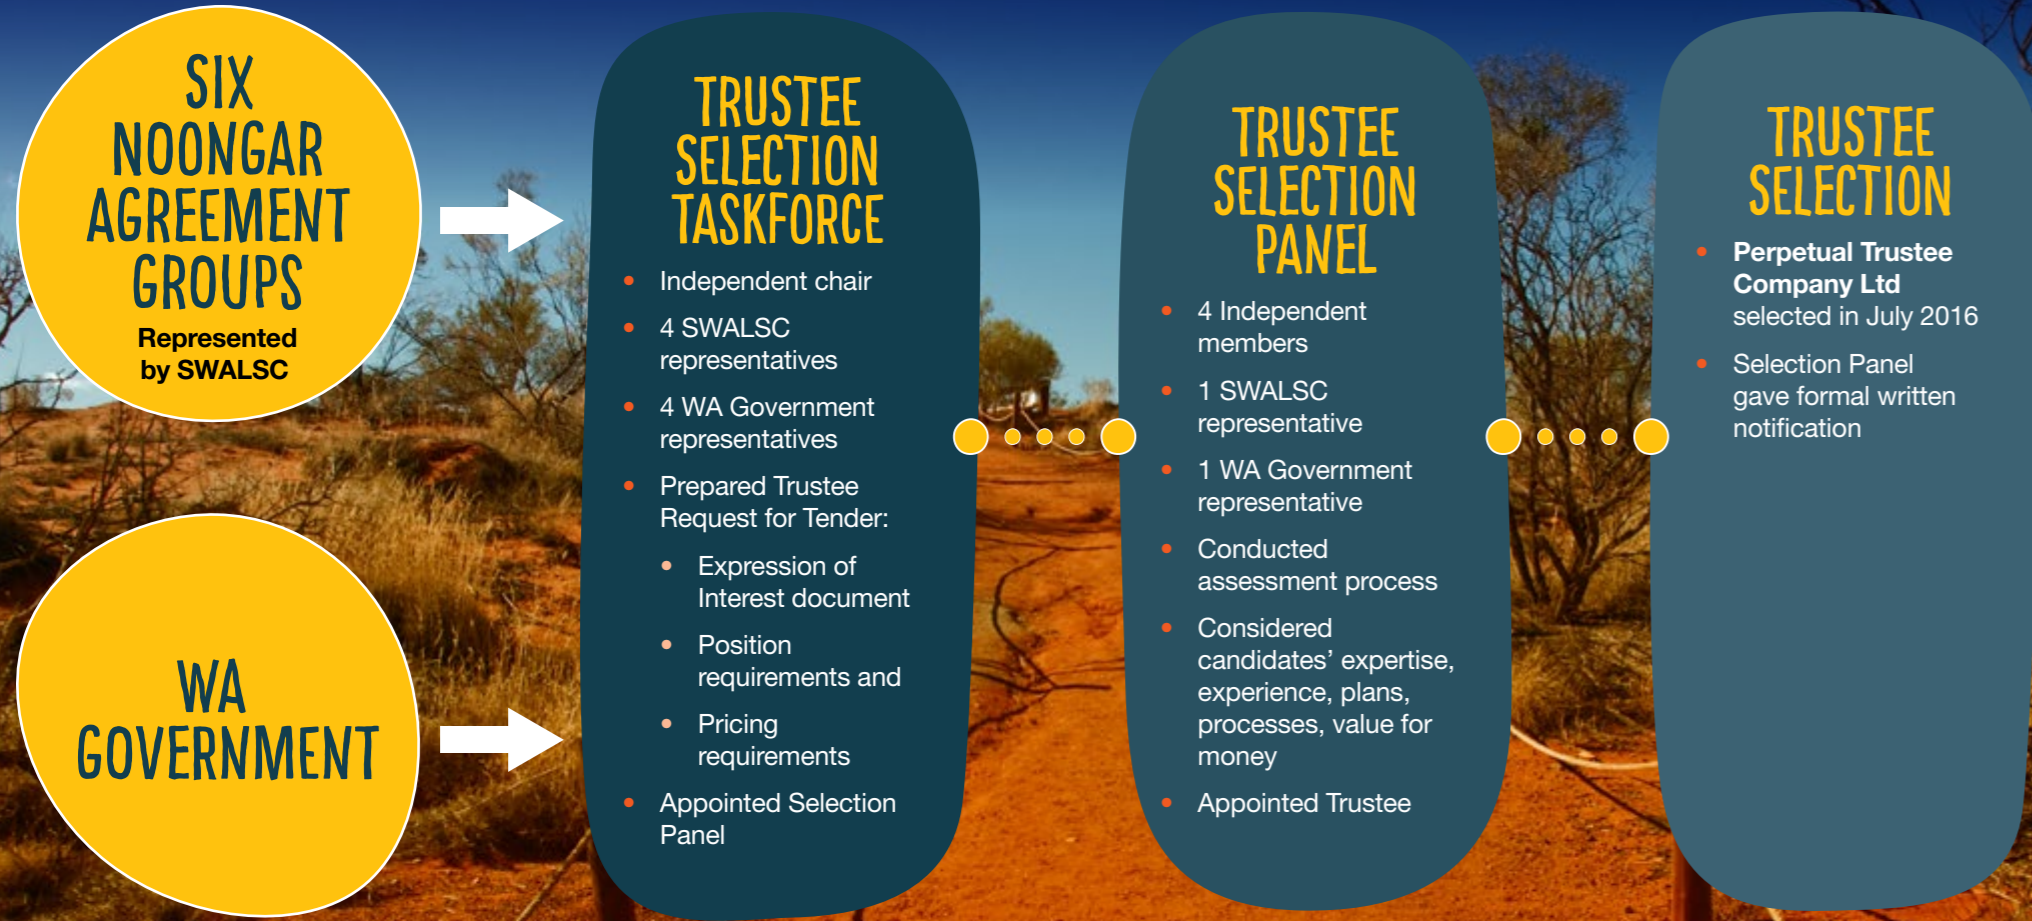 SIX
NOONGAR
AGREEMENT
GROUPS
Represented
by SWALSC
WA
GOVERNMENT
TRUSTEE
SELECTION
TASKFORCE
• Independent chair
• 4 SWALSC
representatives
• 4 WA Government
representatives
• Prepared Trustee
Request for Tender:
• Expression of
Interest document
• Position
requirements and
• Pricing
requirements
• Appointed Selection
Panel
TRUSTEE
SELECTION
PANEL
• 4 Independent
members
• 1 SWALSC
representative
• 1 WA Government
representative
• Conducted
assessment process
• Considered
candidates’ expertise,
experience, plans,
processes, value for
money
• Appointed Trustee
TRUSTEE
SELECTION
• Perpetual Trustee
Company Ltd
selected in July 2016
• Selection Panel
gave formal written
notification